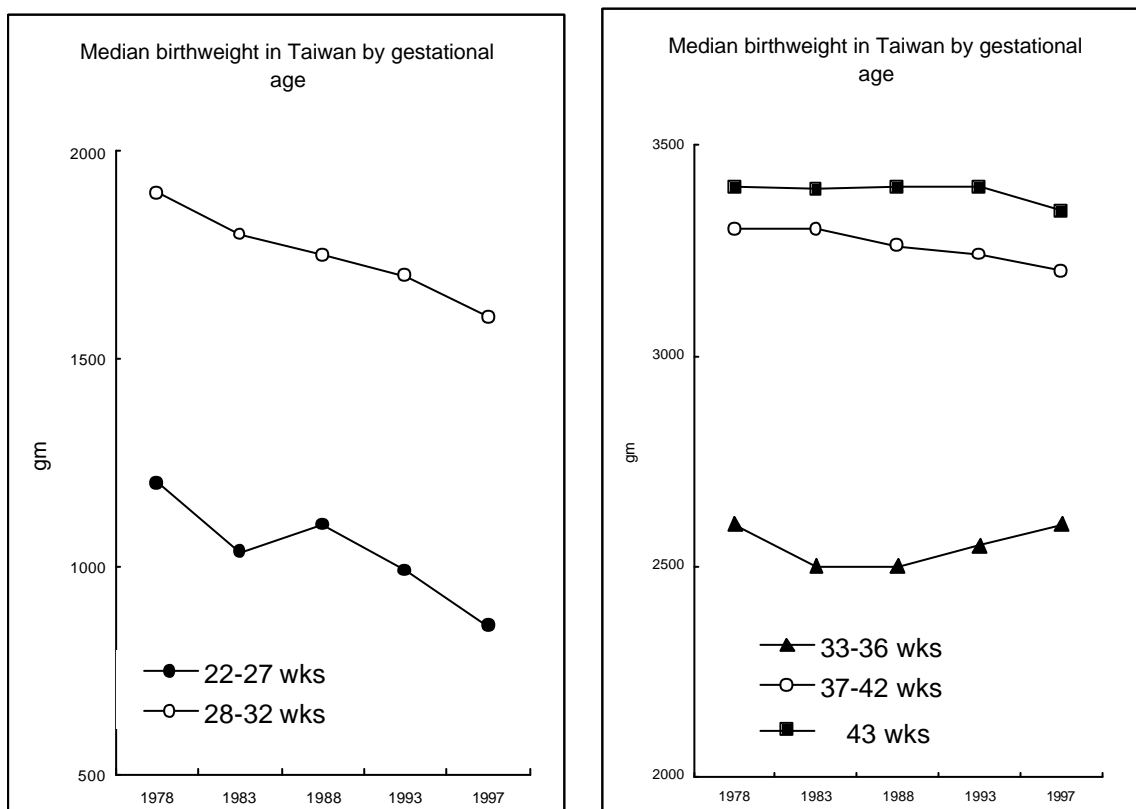 Median birthweight in Taiwan by gestational
age
2000
1500
1000
500
gm
22-27 wks
28-32 wks
1978 1983 1988 1993 1997
Median birthweight in Taiwan by gestational
age
3500
3000
2500
2000
gm
33-36 wks
37-42 wks
43 wks
1978 1983 1988 1993 1997